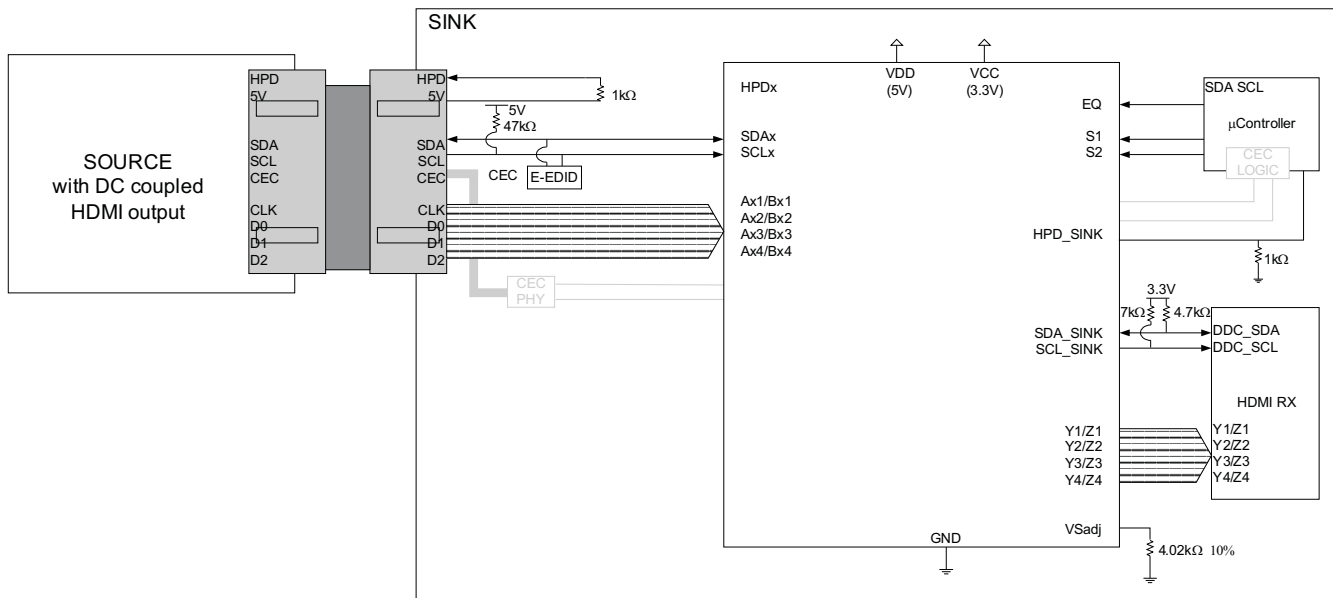 SINK
SOURCE
with DC coupled
HDMI output
HPD
5V
SDA
SCL
CEC
CLK
D0
D1
D2
HPD
5V
SDA
SCL
CEC
CLK
D0
D1
D2
1kΩ
5V
47kΩ
CEC
E-EDID
CEC
PHY
HPDx
SDAx
SCLx
Ax1/Bx1
Ax2/Bx2
Ax3/Bx3
Ax4/Bx4
VDD
(5V)
VCC
(3.3V)
EQ
S1
S2
HPD_SINK
SDA_SINK
SCL_SINK
Y1/Z1
Y2/Z2
Y3/Z3
Y4/Z4
VSadj
GND
SDA SCL
µController
CEC
LOGIC
1kΩ
3.3V
7kΩ 4.7kΩ
DDC_SDA
DDC_SCL
HDMI RX
Y1/Z1
Y2/Z2
Y3/Z3
Y4/Z4
4.02kΩ 10%